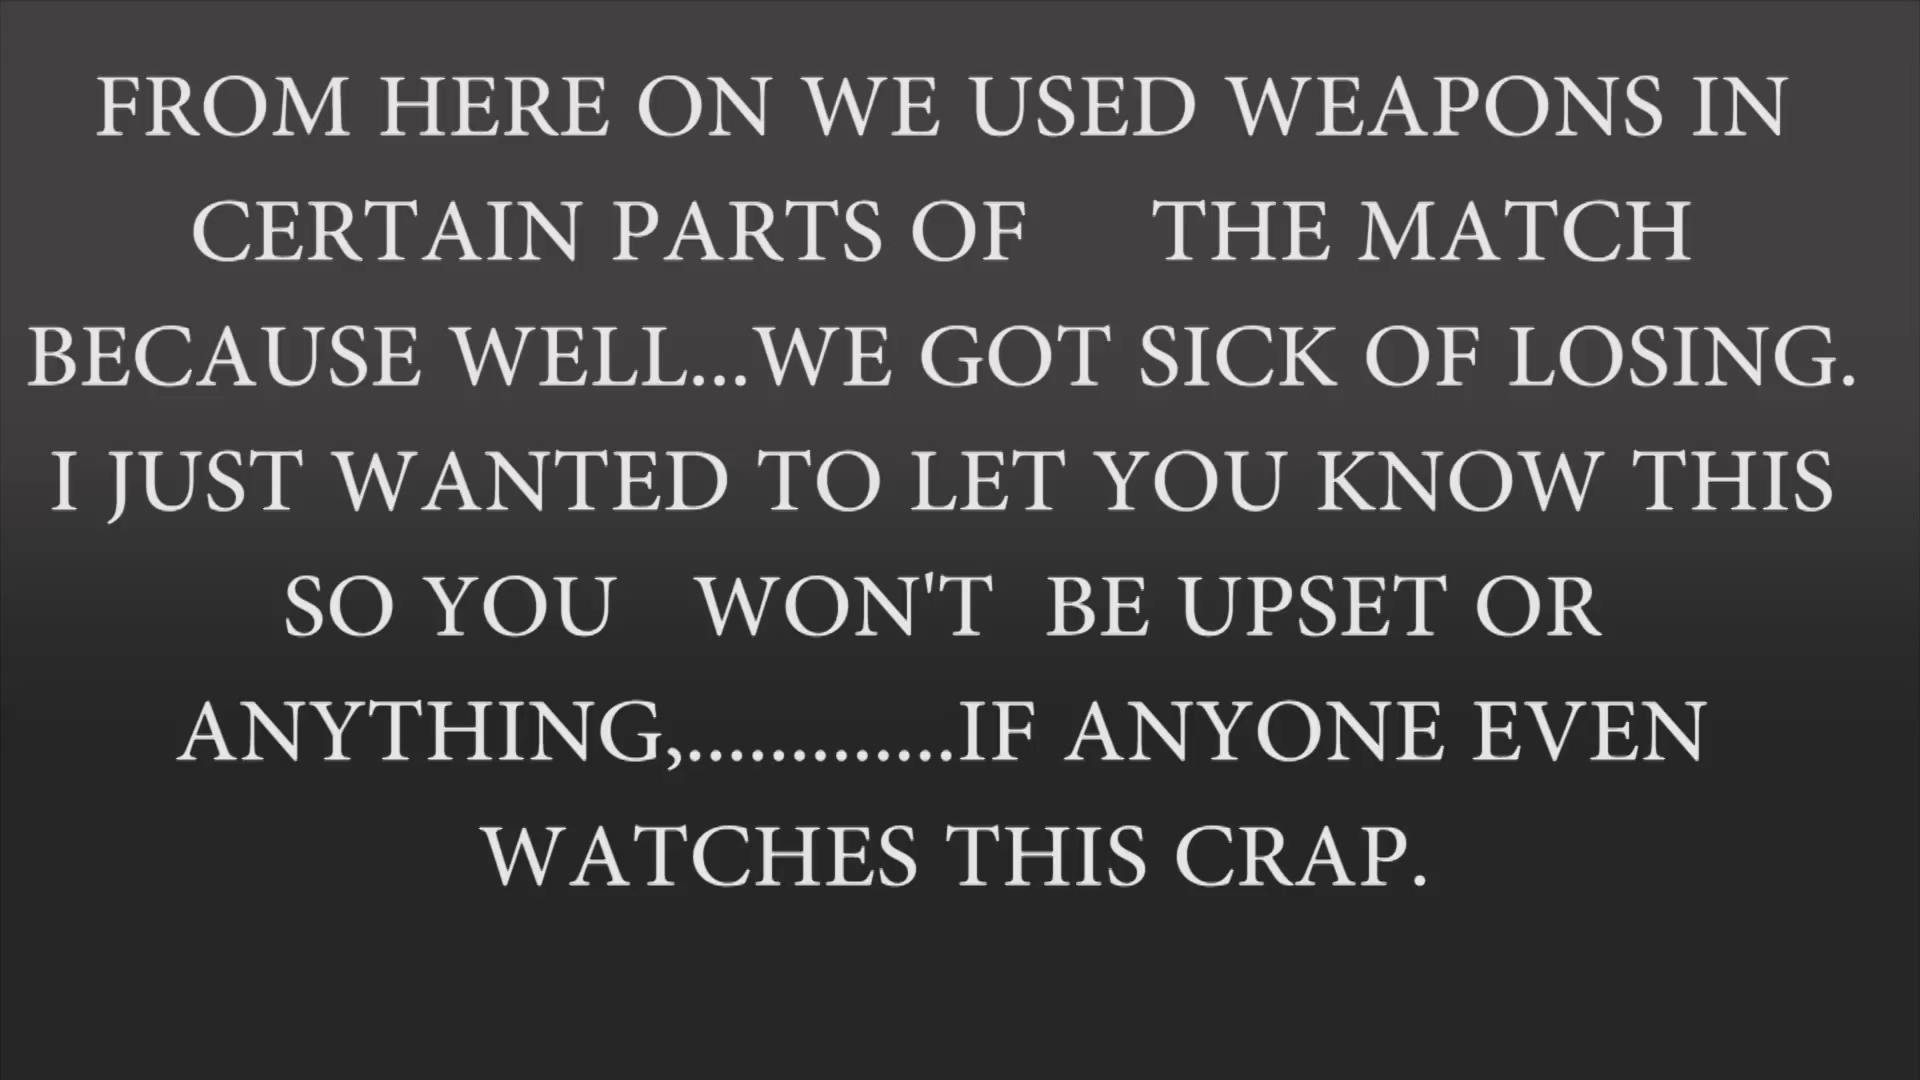 FROM HERE ON WE USED WEAPONS IN
CERTAIN PARTS OF THE MATCH
BECAUSE WELL...WE GOT SICK OF LOSING.
I JUST WANTED TO LET YOU KNOW THIS
SO YOU WON'T BE UPSET OR
ANYTHING,.............IF ANYONE EVEN
WATCHES THIS CRAP.